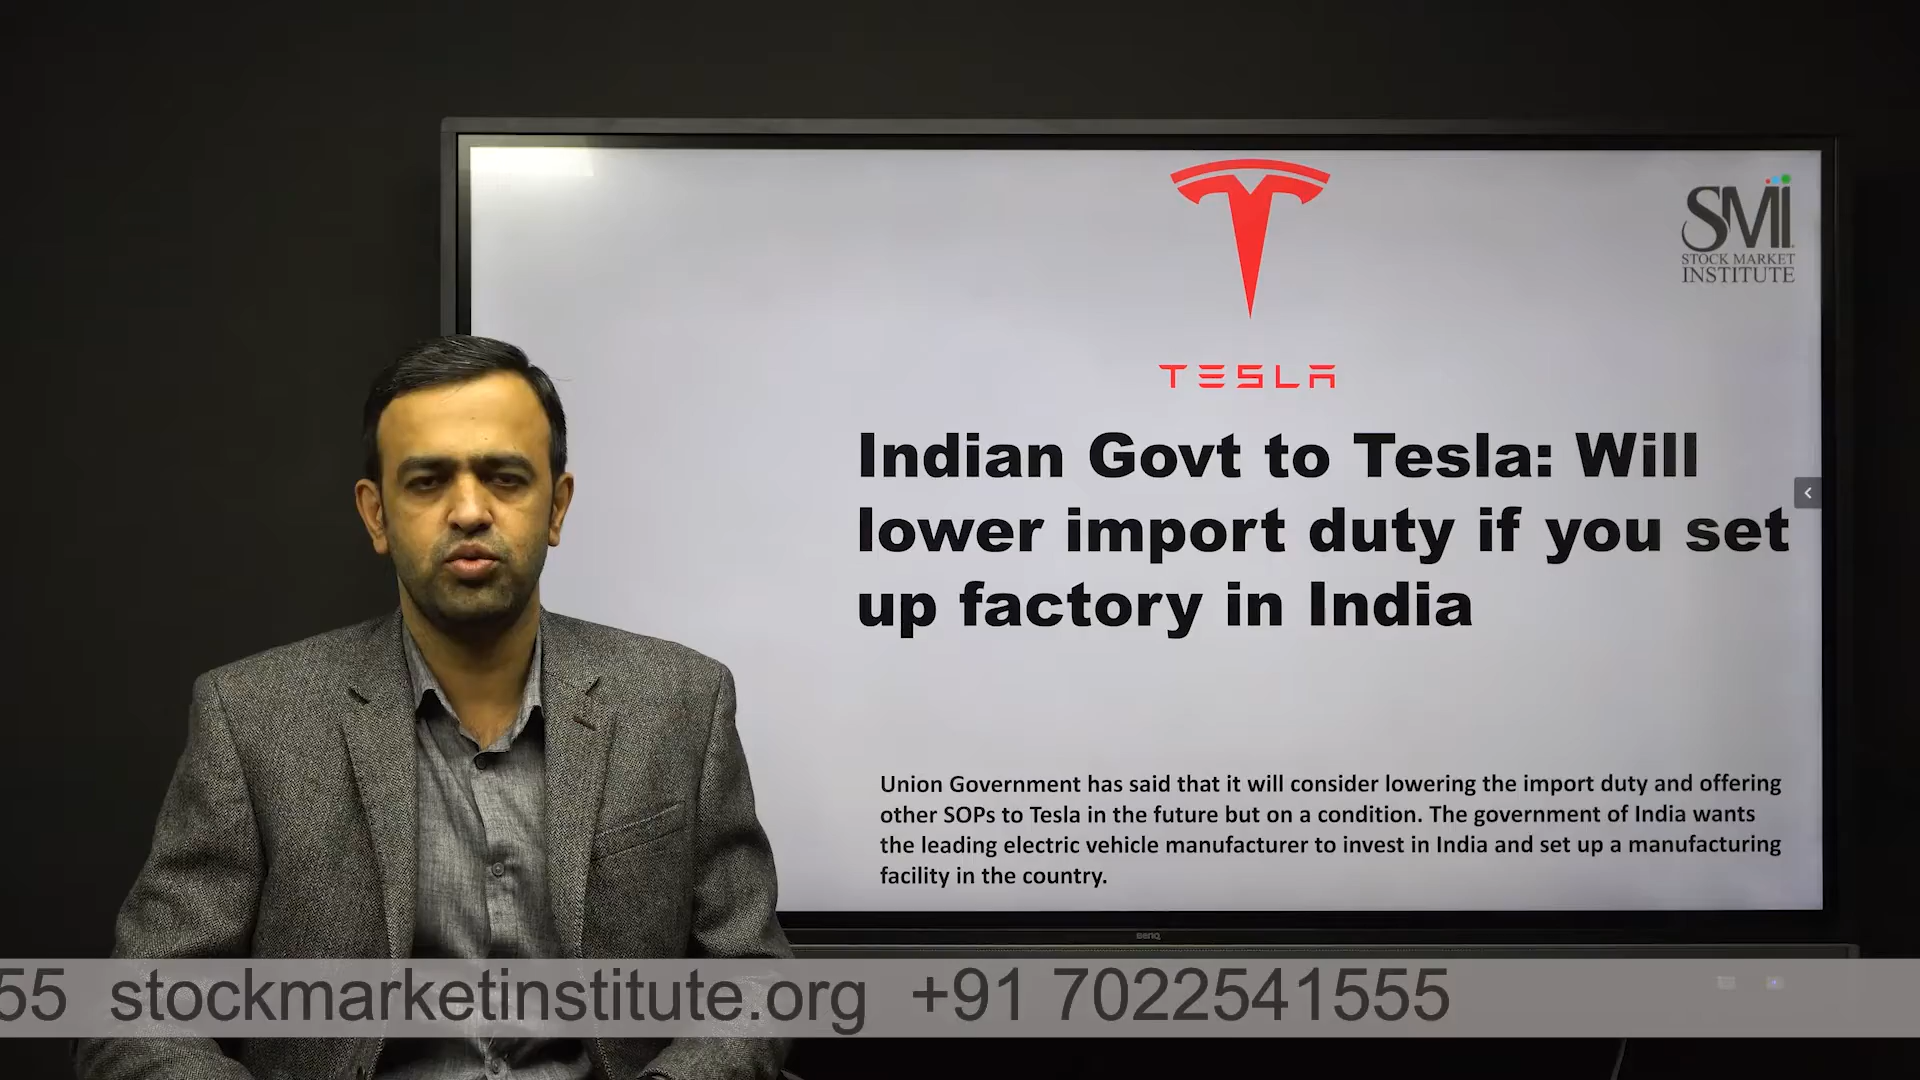 SMI
STOCK MARKET
INSTITUTE
TESLA
Indian Govt to Tesla: Will
lower import duty if you set
up factory in India
Union Government has said that it will consider lowering the import duty and offering
other SOPs to Tesla in the future but on a condition. The government of India wants
the leading electric vehicle manufacturer to invest in India and set up a manufacturing
facility in the country.
BenQ
55 stockmarketinstitute.org +91 7022541555